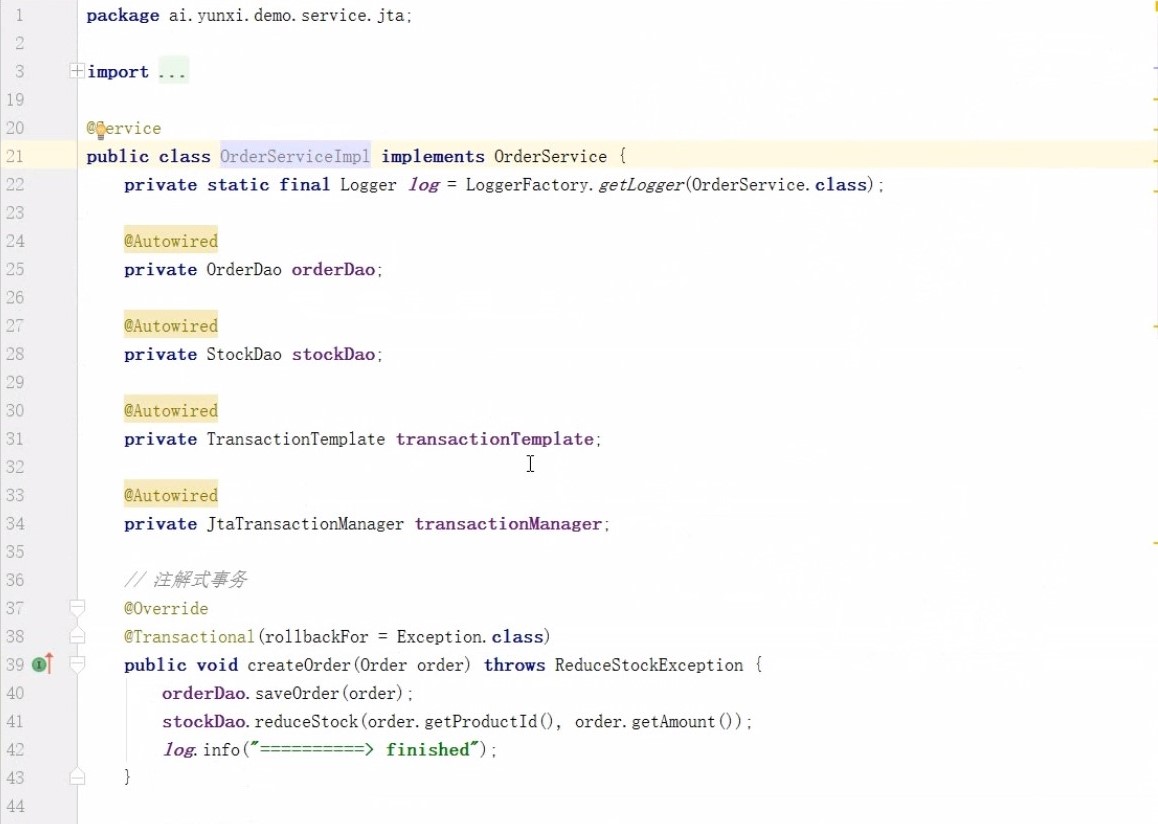 1 package ai.yunxi.demo.service.jta;
2
3 import ...
19
20 @Service
21 public class OrderServiceImpl implements OrderService {
22 private static final Logger log = LoggerFactory.getLogger(OrderService.class);
23
24 @Autowired
25 private OrderDao orderDao;
26
27 @Autowired
28 private StockDao stockDao;
29
30 @Autowired
31 private TransactionTemplate transactionTemplate;
32
33 @Autowired
34 private JtaTransactionManager transactionManager;
35
36 // 注解式事务
37 @Override
38 @Transactional(rollbackFor = Exception.class)
39 public void createOrder(Order order) throws ReduceStockException {
40 orderDao.saveOrder(order);
41 stockDao.reduceStock(order.getProductId(), order.getAmount());
42 log.info("==========> finished");
43 }
44